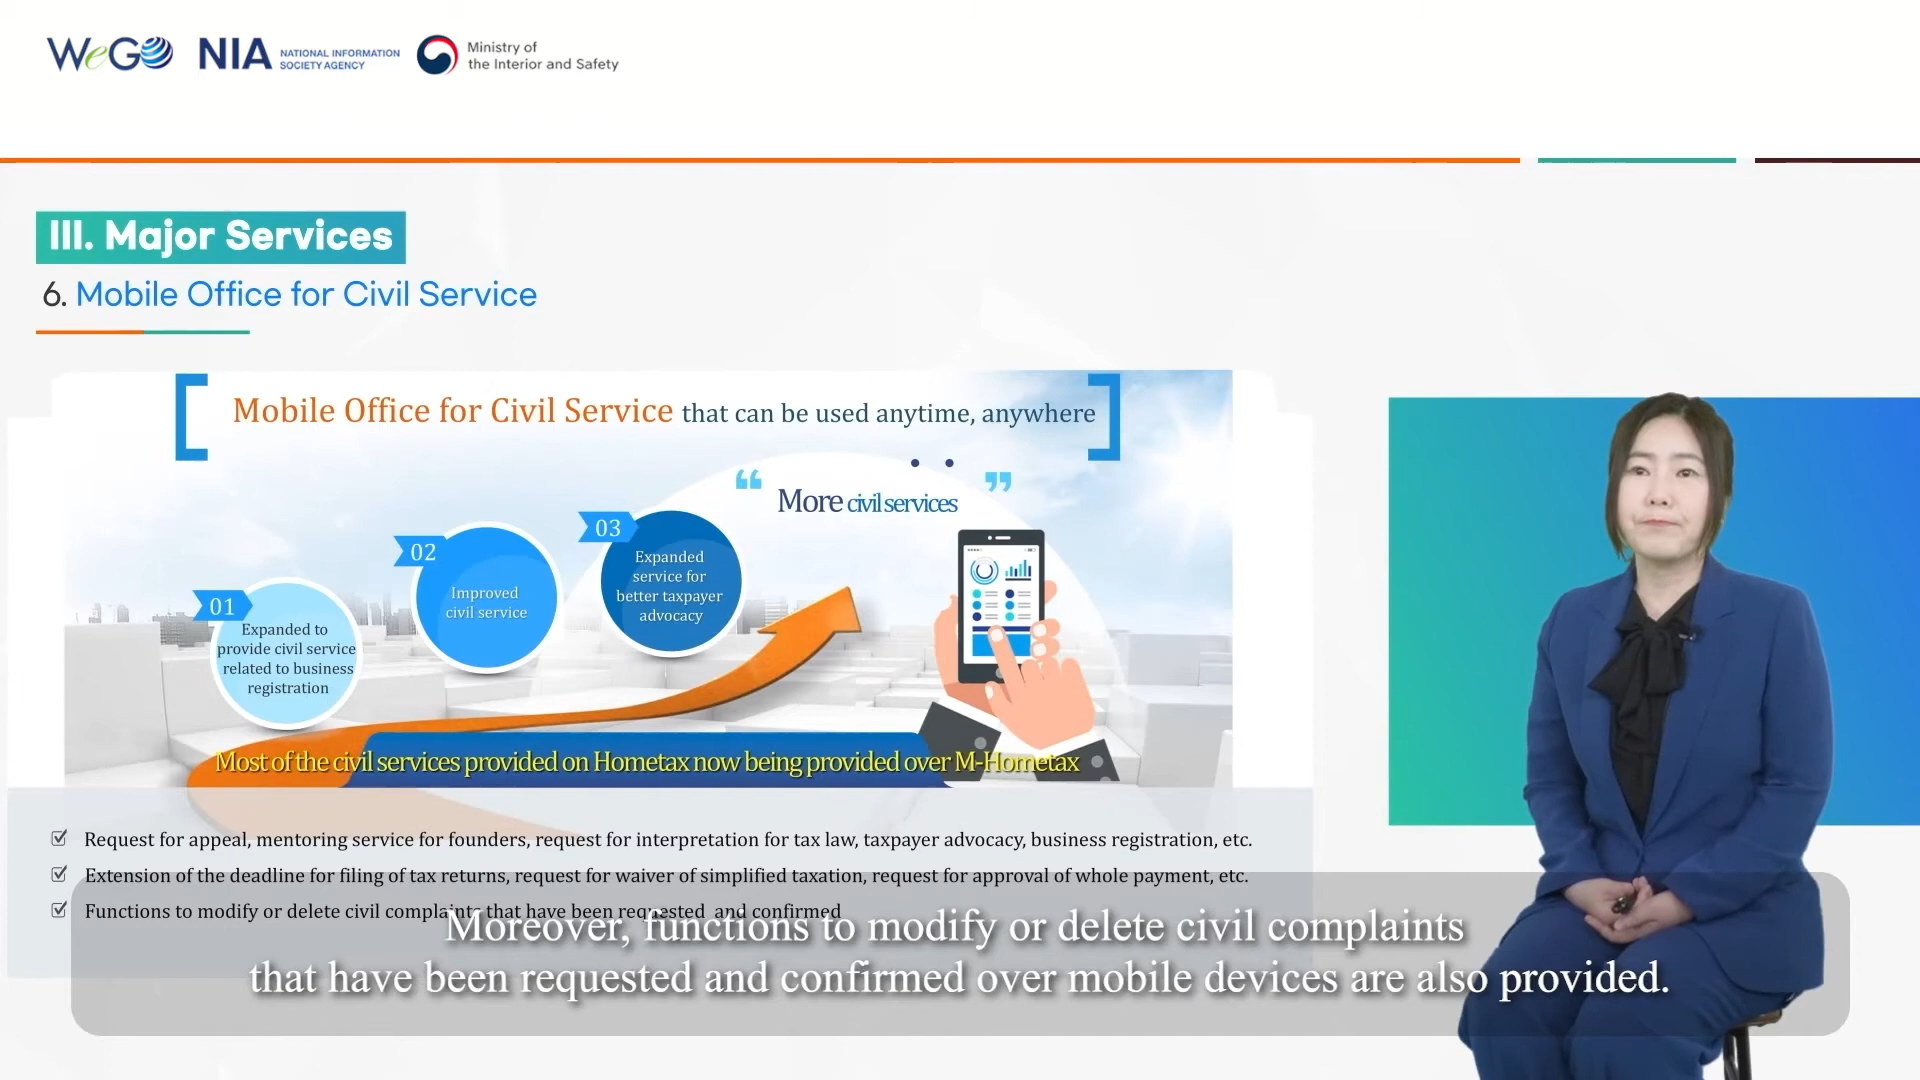 WeGO NIA NATIONAL INFORMATION
SOCIETY AGENCY
Ministry of
the Interior and Safety
III. Major Services
6. Mobile Office for Civil Service
Mobile Office for Civil Service that can be used anytime, anywhere
“ More civil services ”
01
Expanded to
provide civil service
related to business
registration
02
Improved
civil service
03
Expanded
service for
better taxpayer
advocacy
Most of the civil services provided on Hometax now being provided over M-Hometax
Request for appeal, mentoring service for founders, request for interpretation for tax law, taxpayer advocacy, business registration, etc.
Extension of the deadline for filing of tax returns, request for waiver of simplified taxation, request for approval of whole payment, etc.
Functions to modify or delete civil complaints that have been requested and confirmed
Moreover, functions to modify or delete civil complaints
that have been requested and confirmed over mobile devices are also provided.